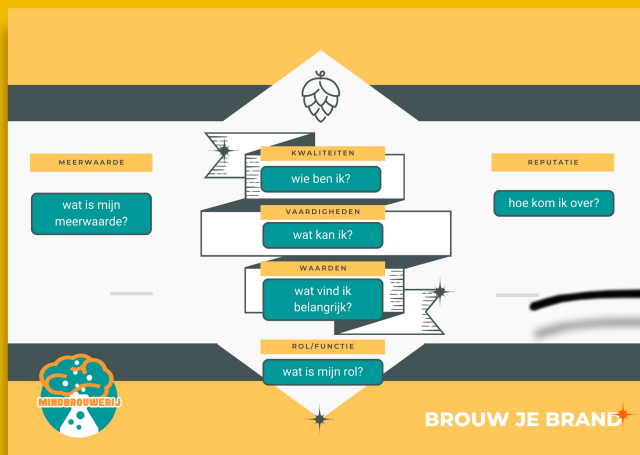 MEERWAARDE
wat is mijn
meerwaarde?
KWALITEITEN
wie ben ik?
VAARDIGHEDEN
wat kan ik?
WAARDEN
wat vind ik
belangrijk?
ROL/FUNCTIE
wat is mijn rol?
REPUTATIE
hoe kom ik over?
MINDBROUWERIJ
BROUW JE BRAND